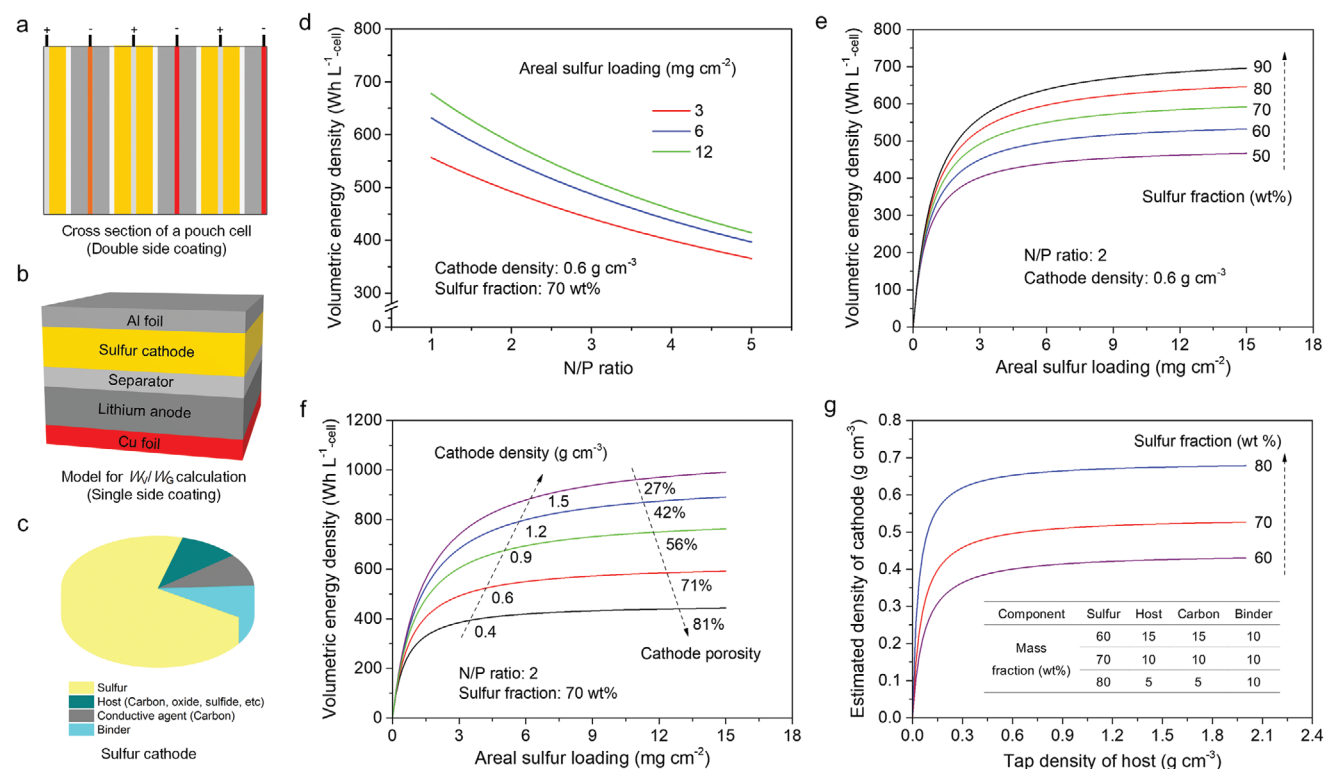 a
+ - + - + -
Cross section of a pouch cell
(Double side coating)
b
Al foil
Sulfur cathode
Separator
Lithium anode
Cu foil
Model for Wᵥ/W_G calculation
(Single side coating)
c
Sulfur
Host (Carbon, oxide, sulfide, etc)
Conductive agent (Carbon)
Binder
Sulfur cathode
d
Volumetric energy density (Wh L⁻¹-cell)
800
700
600
500
400
300
0
Areal sulfur loading (mg cm⁻²)
3
6
12
Cathode density: 0.6 g cm⁻³
Sulfur fraction: 70 wt%
1 2 3 4 5
N/P ratio
e
Volumetric energy density (Wh L⁻¹-cell)
800
700
600
500
400
300
200
100
0
90
80
70
60
50
Sulfur fraction (wt%)
N/P ratio: 2
Cathode density: 0.6 g cm⁻³
0 3 6 9 12 15 18
Areal sulfur loading (mg cm⁻²)
f
Volumetric energy density (Wh L⁻¹-cell)
1200
1000
800
600
400
200
0
Cathode density (g cm⁻³)
1.5 27%
1.2 42%
0.9 56%
0.6 71%
0.4 81%
Cathode porosity
N/P ratio: 2
Sulfur fraction: 70 wt%
0 3 6 9 12 15 18
Areal sulfur loading (mg cm⁻²)
g
Estimated density of cathode (g cm⁻³)
0.8
0.7
0.6
0.5
0.4
0.3
0.2
0.1
0.0
Sulfur fraction (wt %)
80
70
60
Component Sulfur Host Carbon Binder
Mass
fraction (wt%)
60 15 15 10
70 10 10 10
80 5 5 10
0.0 0.3 0.6 0.9 1.2 1.5 1.8 2.1 2.4
Tap density of host (g cm⁻³)